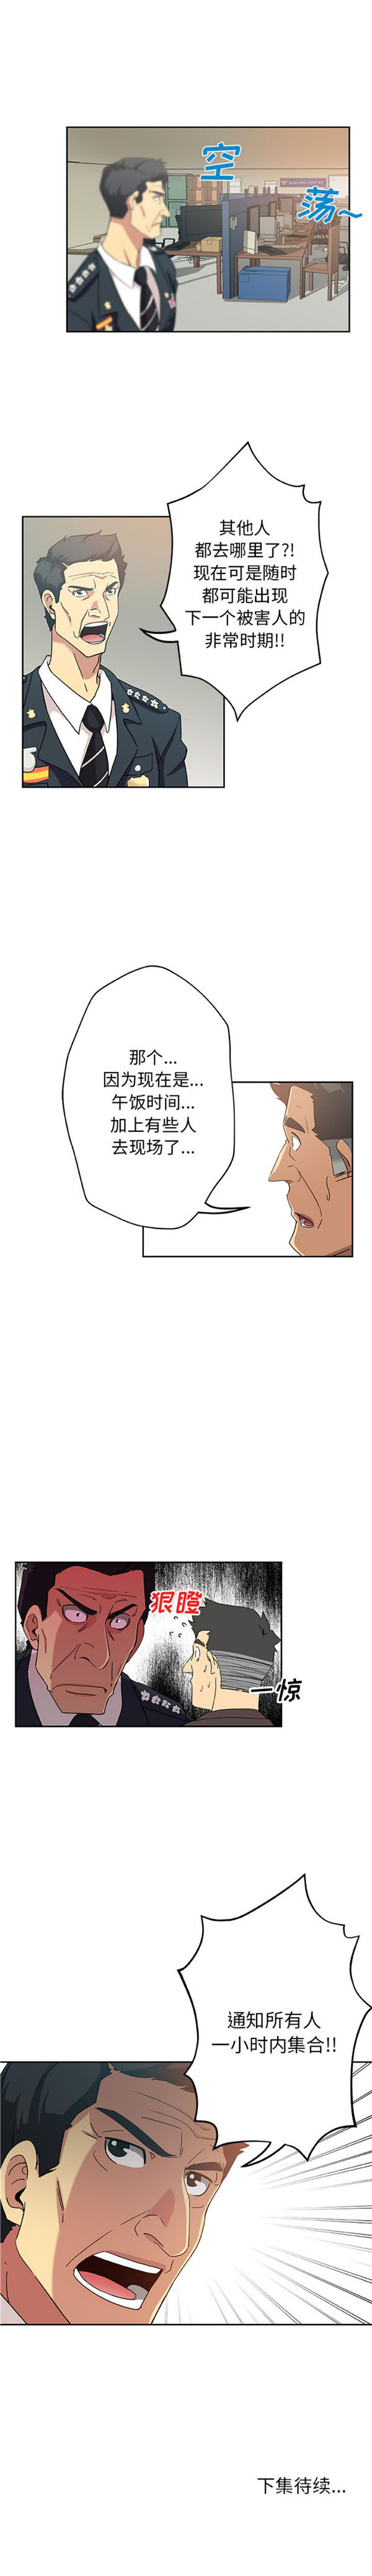 空
荡~
其他人
都去哪里了?!
现在可是随时
都可能出现
下一个被害人的
非常时期!!
那个...
因为现在是...
午饭时间...
加上有些人
去现场了...
狠瞪
一惊
通知所有人
一小时内集合!!
下集待续...